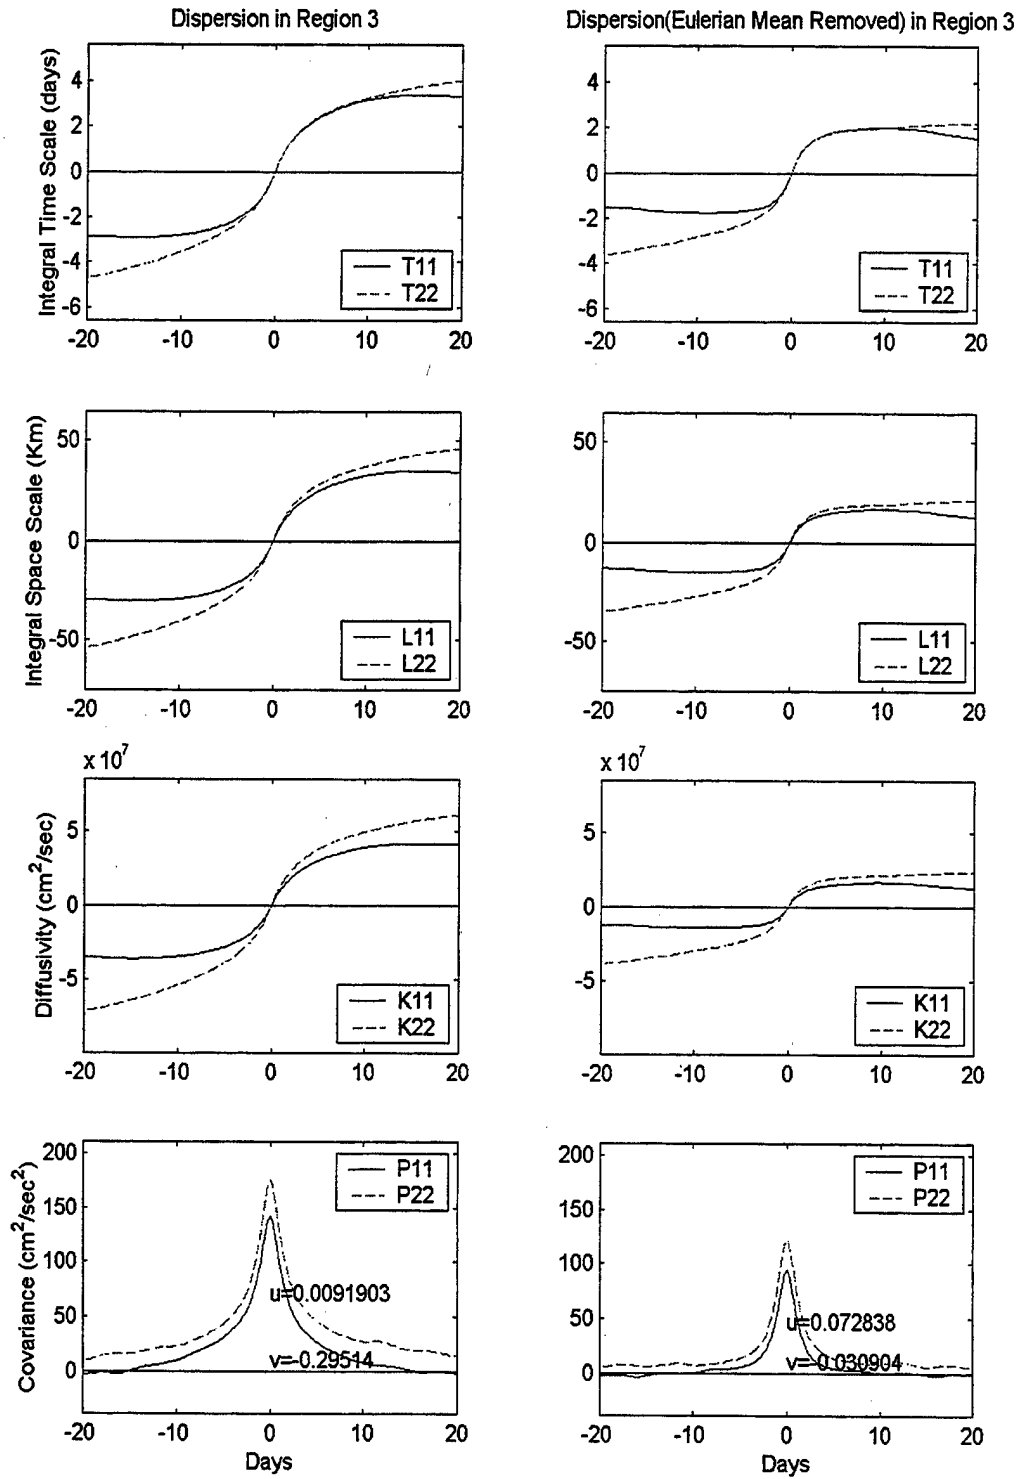 Dispersion in Region 3
Integral Time Scale (days)
4
2
0
-2
-4
-6
T11
T22
-20 -10 0 10 20
Dispersion(Eulerian Mean Removed) in Region 3
4
2
0
-2
-4
-6
T11
T22
-20 -10 0 10 20
Integral Space Scale (Km)
50
0
-50
L11
L22
-20 -10 0 10 20
50
0
-50
L11
L22
-20 -10 0 10 20
x 10^7
Diffusivity (cm^2/sec)
5
0
-5
K11
K22
-20 -10 0 10 20
x 10^7
5
0
-5
K11
K22
-20 -10 0 10 20
Covariance (cm^2/sec^2)
200
150
100
50
0
P11
P22
u=0.0091903
v=-0.29514
-20 -10 0 10 20
Days
200
150
100
50
0
P11
P22
u=0.072838
v=-0.030904
-20 -10 0 10 20
Days